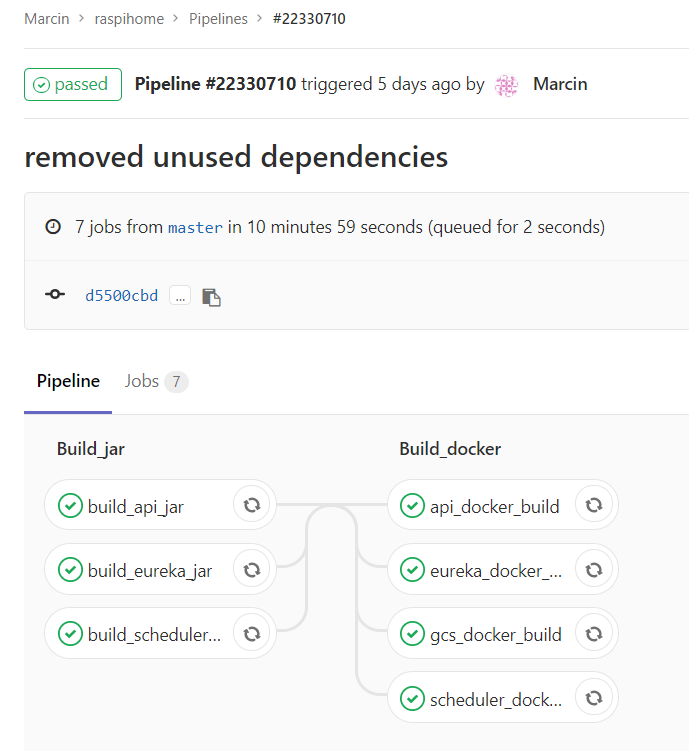 Marcin > raspihome > Pipelines > #22330710
passed Pipeline #22330710 triggered 5 days ago by Marcin
removed unused dependencies
7 jobs from master in 10 minutes 59 seconds (queued for 2 seconds)
d5500cbd ...
Pipeline Jobs 7
Build_jar Build_docker
build_api_jar api_docker_build
build_eureka_jar eureka_docker_...
build_scheduler... gcs_docker_build
scheduler_dock...